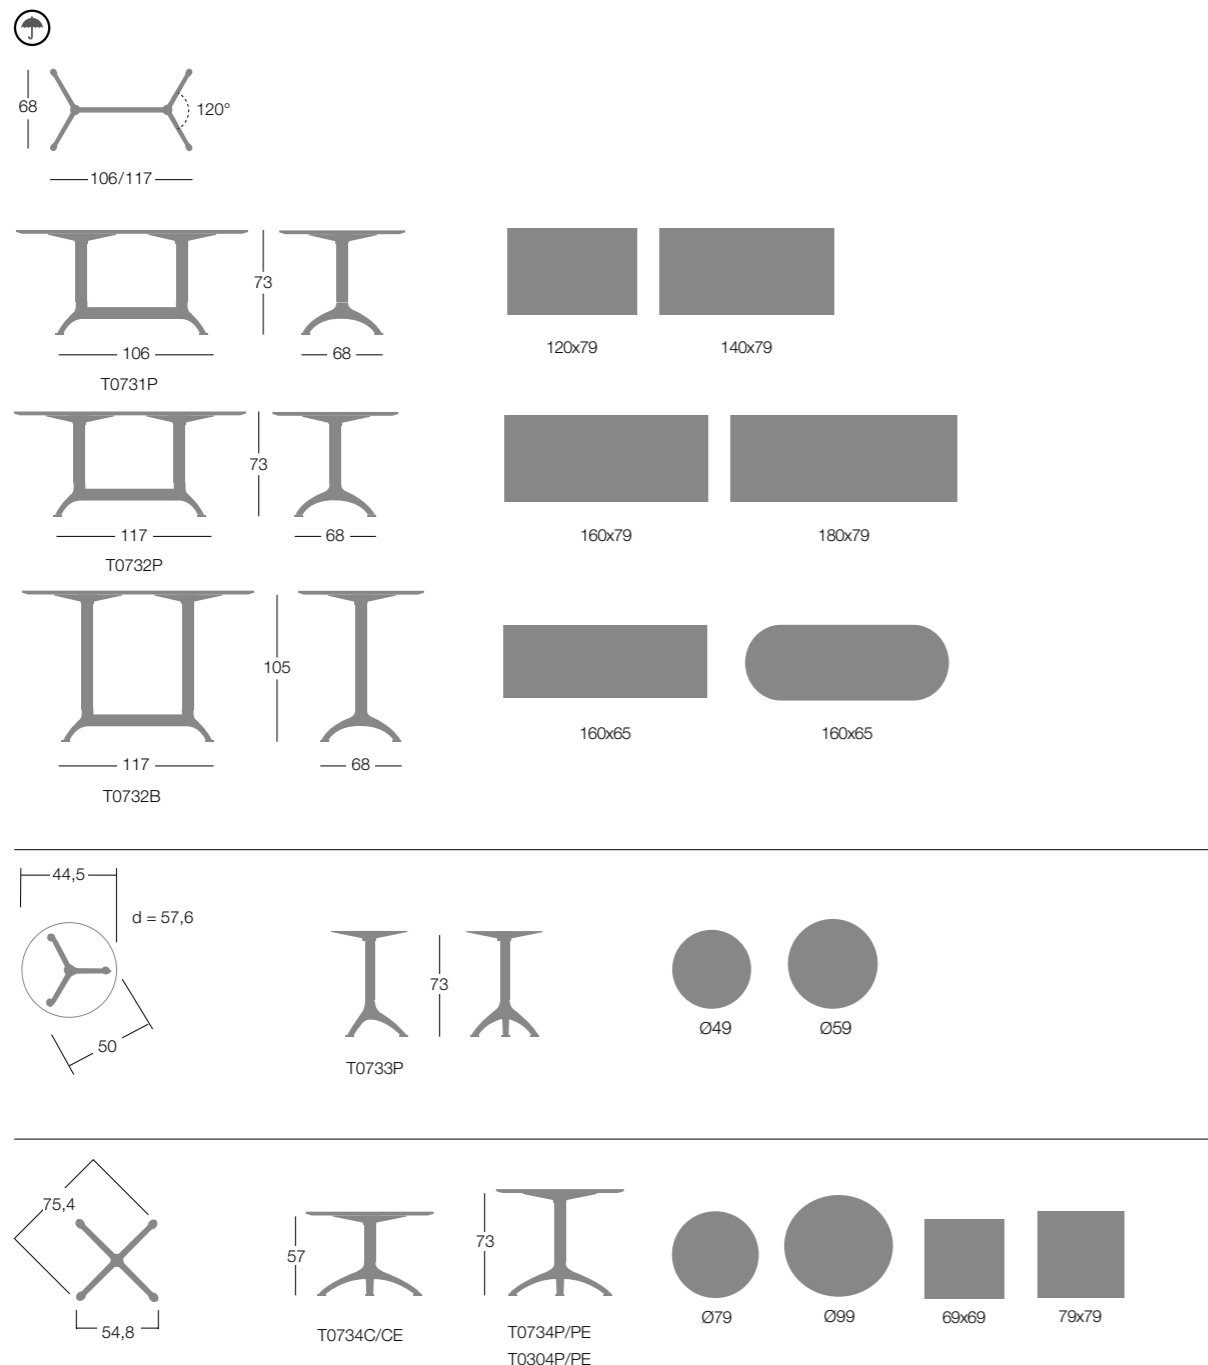 68
120°
106/117
73
106
68
T0731P
120x79
140x79
73
117
68
T0732P
160x79
180x79
105
117
68
T0732B
160x65
160x65
44,5
d = 57,6
50
73
T0733P
Ø49
Ø59
75,4
54,8
57
T0734C/CE
73
T0734P/PE
T0304P/PE
Ø79
Ø99
69x69
79x79